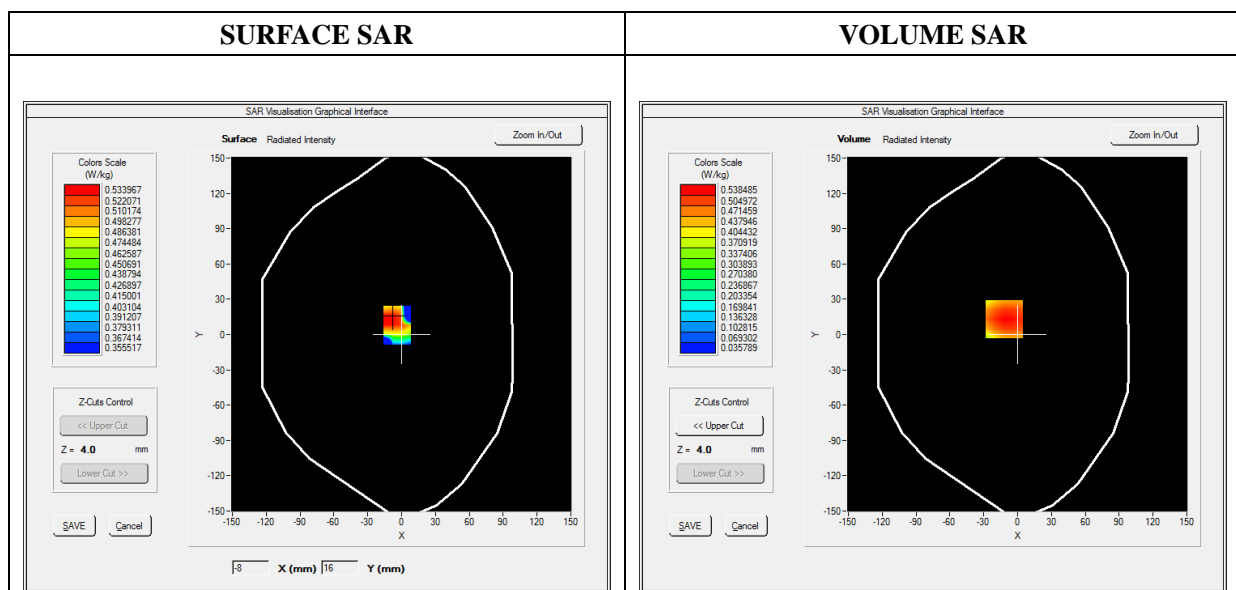 SURFACE SAR
VOLUME SAR
SAR Visualisation Graphical Interface
Surface Radiated Intensity
Zoom In/Out
Colors Scale
(W/kg)
0.533967
0.522071
0.510174
0.498277
0.486381
0.474484
0.462587
0.450691
0.438794
0.426897
0.415001
0.403104
0.391207
0.379311
0.367414
0.355517
Z-Cuts Control
<< Upper Cut
Z = 4.0 mm
Lower Cut >>
SAVE Cancel
150
120
90
60
30
0
-30
-60
-90
-120
-150
Y
-150 -120 -90 -60 -30 0 30 60 90 120 150
X
-8 X (mm) 16 Y (mm)
SAR Visualisation Graphical Interface
Volume Radiated Intensity
Zoom In/Out
Colors Scale
(W/kg)
0.538485
0.504972
0.471459
0.437946
0.404432
0.370919
0.337406
0.303893
0.270380
0.236867
0.203354
0.169841
0.136328
0.102815
0.069302
0.035789
Z-Cuts Control
<< Upper Cut
Z = 4.0 mm
Lower Cut >>
SAVE Cancel
150
120
90
60
30
0
-30
-60
-90
-120
-150
Y
-150 -120 -90 -60 -30 0 30 60 90 120 150
X